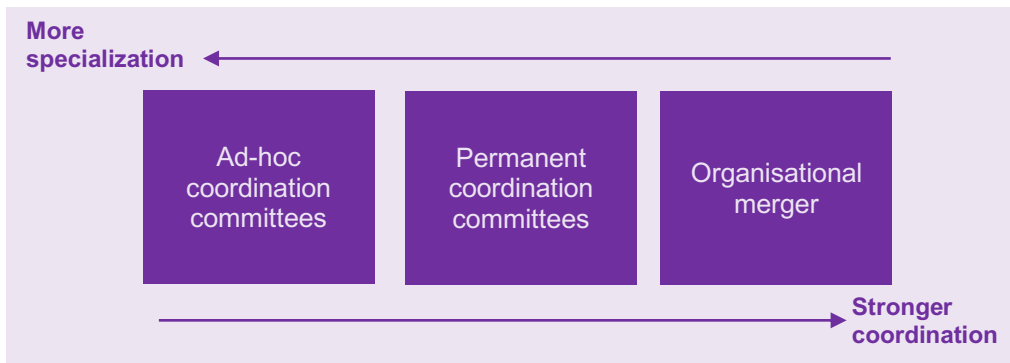 More
specialization
Ad-hoc
coordination
committees
Permanent
coordination
committees
Organisational
merger
Stronger
coordination